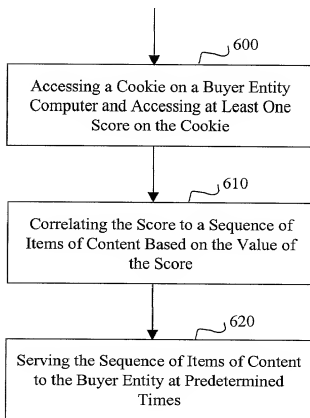 600
Accessing a Cookie on a Buyer Entity
Computer and Accessing at Least One
Score on the Cookie
610
Correlating the Score to a Sequence of
Items of Content Based on the Value of
the Score
620
Serving the Sequence of Items of Content
to the Buyer Entity at Predetermined
Times